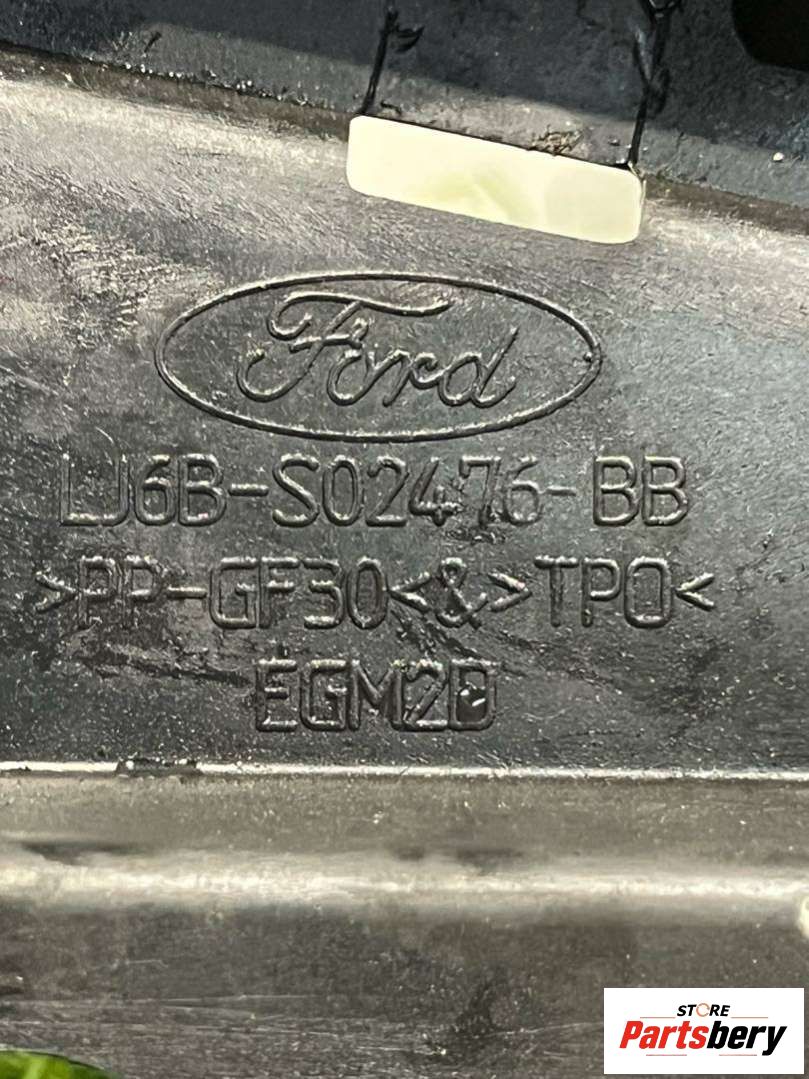 Ford
LJ6B-S02476-BB
>PP-GF30<&>TPO<
EGM2D
STORE
Partsbery